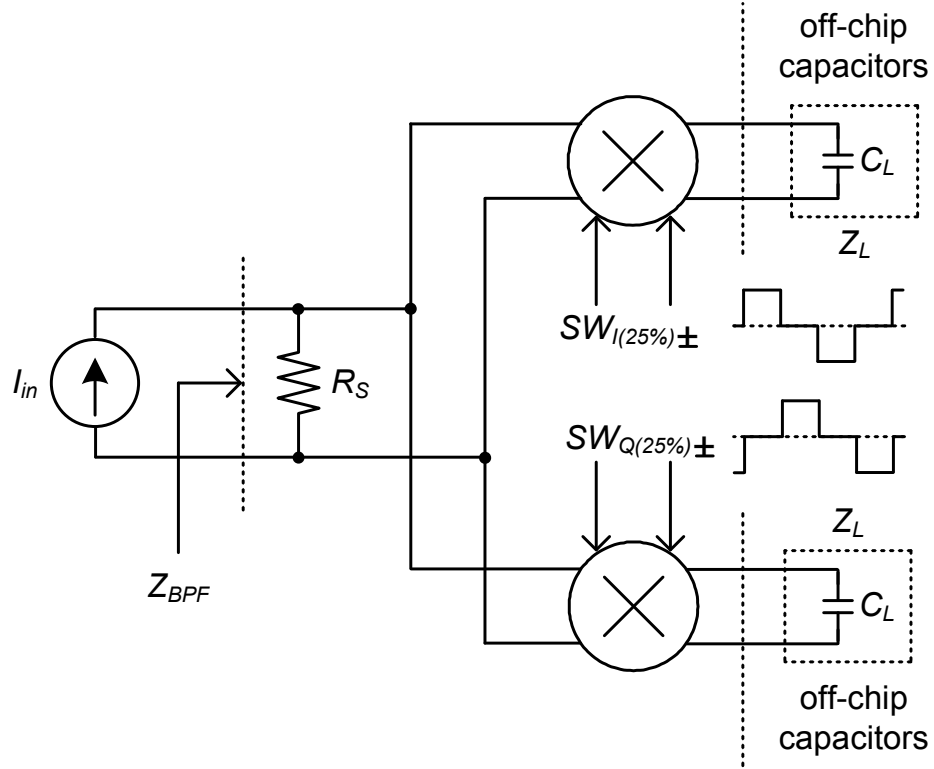 off-chip
capacitors
C_L
Z_L
SW_I(25%)±
I_in
R_S
SW_Q(25%)±
Z_L
Z_BPF
C_L
off-chip
capacitors